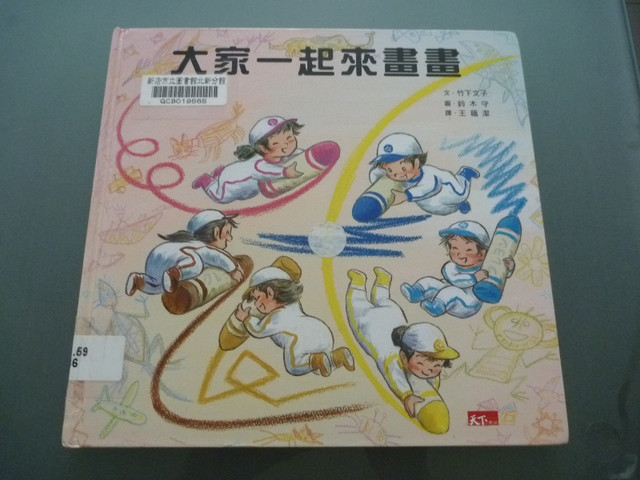 大家一起來畫畫
新店市立圖書館北新分館
QCB019666
文．竹下文子
圖．鈴木守
譯．王蘊潔
.59
6
天下